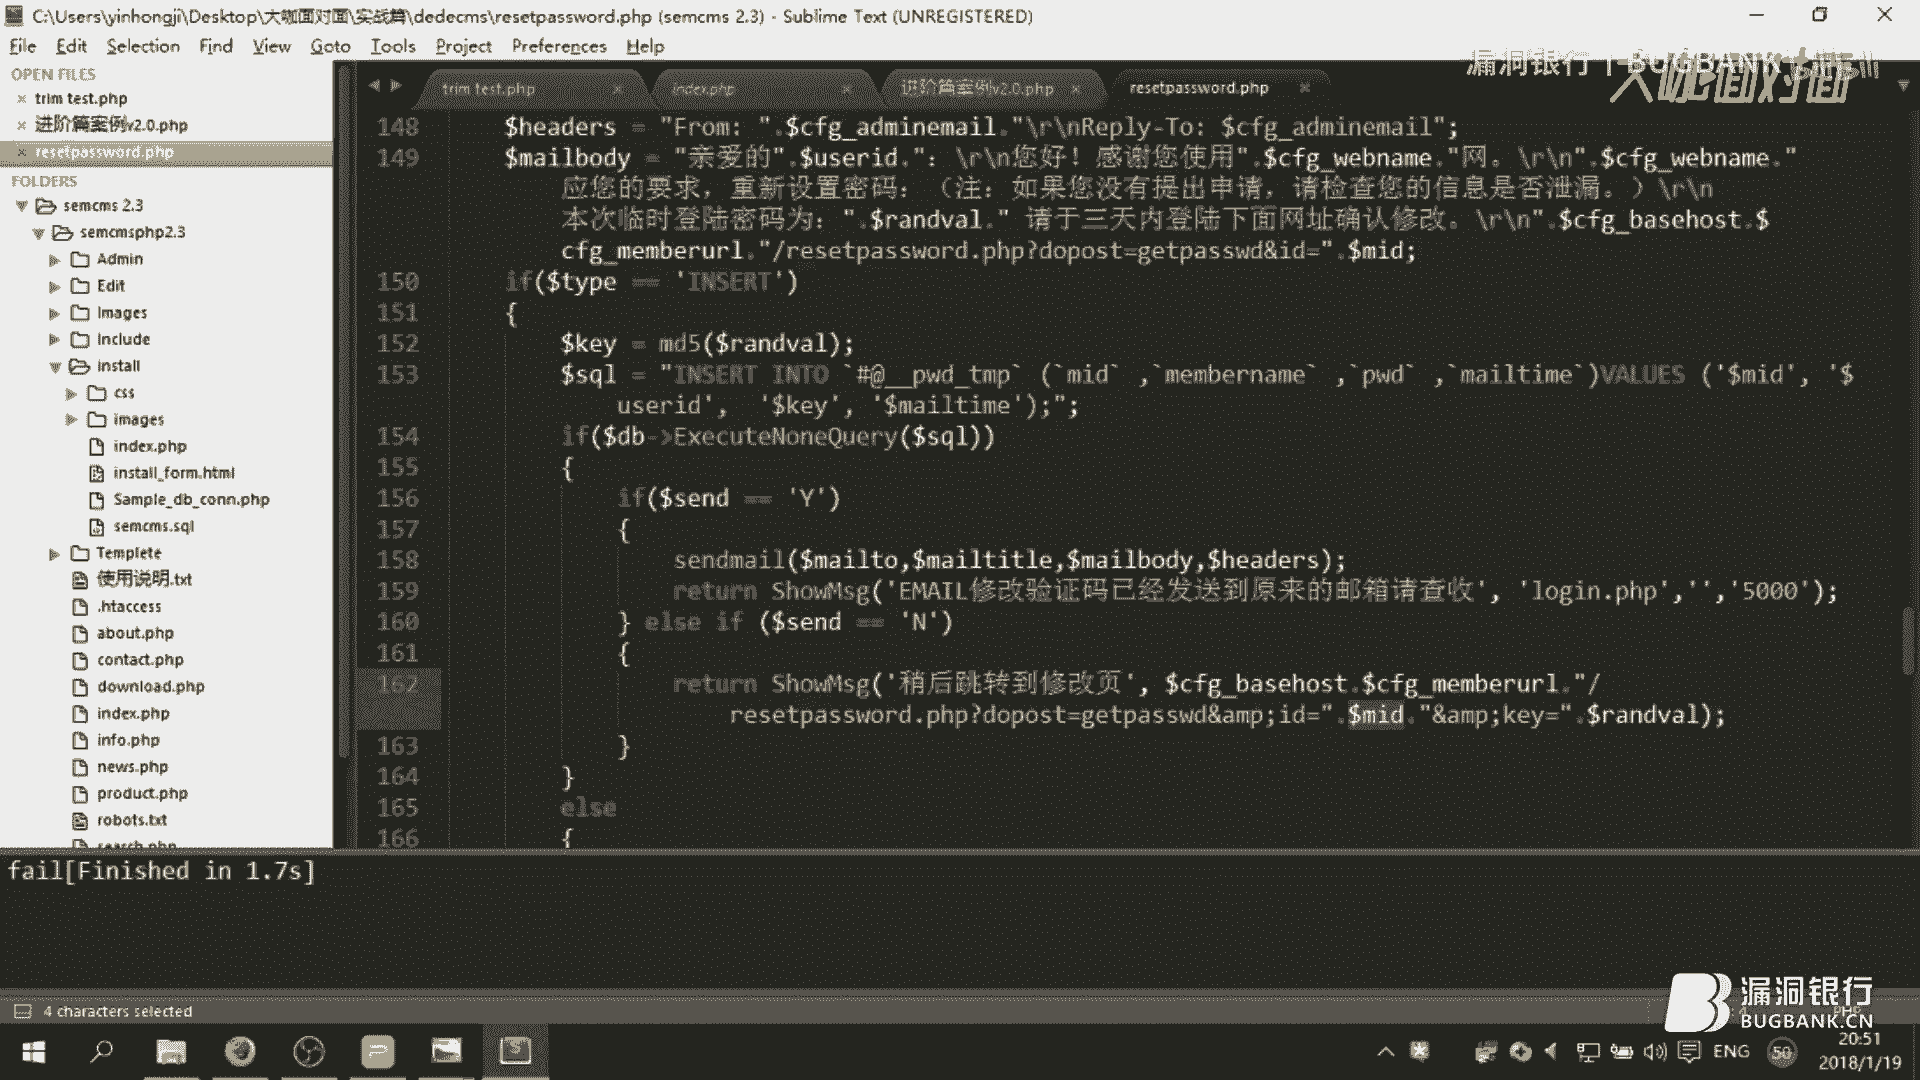 C:\Users\yinhongji\Desktop\大咖面对面\实战篇\dedecms\resetpassword.php (semcms 2.3) - Sublime Text (UNREGISTERED)
File Edit Selection Find View Goto Tools Project Preferences Help
漏洞银行 | BUGBANK
大咖面对面
OPEN FILES
trim test.php
进阶篇案例v2.0.php
resetpassword.php
FOLDERS
semcms 2.3
semcmsphp2.3
Admin
Edit
Images
Include
install
css
images
index.php
install_form.html
Sample_db_conn.php
semcms.sql
Templete
使用说明.txt
.htaccess
about.php
contact.php
download.php
index.php
info.php
news.php
product.php
robots.txt
search.php
trim test.php index.php 进阶篇案例v2.0.php resetpassword.php
148 $headers = "From: ".$cfg_adminemail."\r\nReply-To: $cfg_adminemail";
149 $mailbody = "亲爱的".$userid."：\r\n您好！感谢您使用".$cfg_webname."网。\r\n".$cfg_webname."
应您的要求，重新设置密码：（注：如果您没有提出申请，请检查您的信息是否泄漏。）\r\n
本次临时登陆密码为：".$randval." 请于三天内登陆下面网址确认修改。\r\n".$cfg_basehost.$
cfg_memberurl."/resetpassword.php?dopost=getpasswd&id=".$mid;
150 if($type == 'INSERT')
151 {
152 $key = md5($randval);
153 $sql = "INSERT INTO `#@__pwd_tmp` (`mid` ,`membername` ,`pwd` ,`mailtime`)VALUES ('$mid', '$
userid',  '$key', '$mailtime');";
154 if($db->ExecuteNoneQuery($sql))
155 {
156 if($send == 'Y')
157 {
158 sendmail($mailto,$mailtitle,$mailbody,$headers);
159 return ShowMsg('EMAIL修改验证码已经发送到原来的邮箱请查收', 'login.php','','5000');
160 } else if ($send == 'N')
161 {
162 return ShowMsg('稍后跳转到修改页', $cfg_basehost.$cfg_memberurl."/
resetpassword.php?dopost=getpasswd&amp;id=".$mid."&amp;key=".$randval);
163 }
164 }
165 else
166 {
fail[Finished in 1.7s]
4 characters selected
漏洞银行
BUGBANK.CN
ENG
50
20:51
2018/1/19